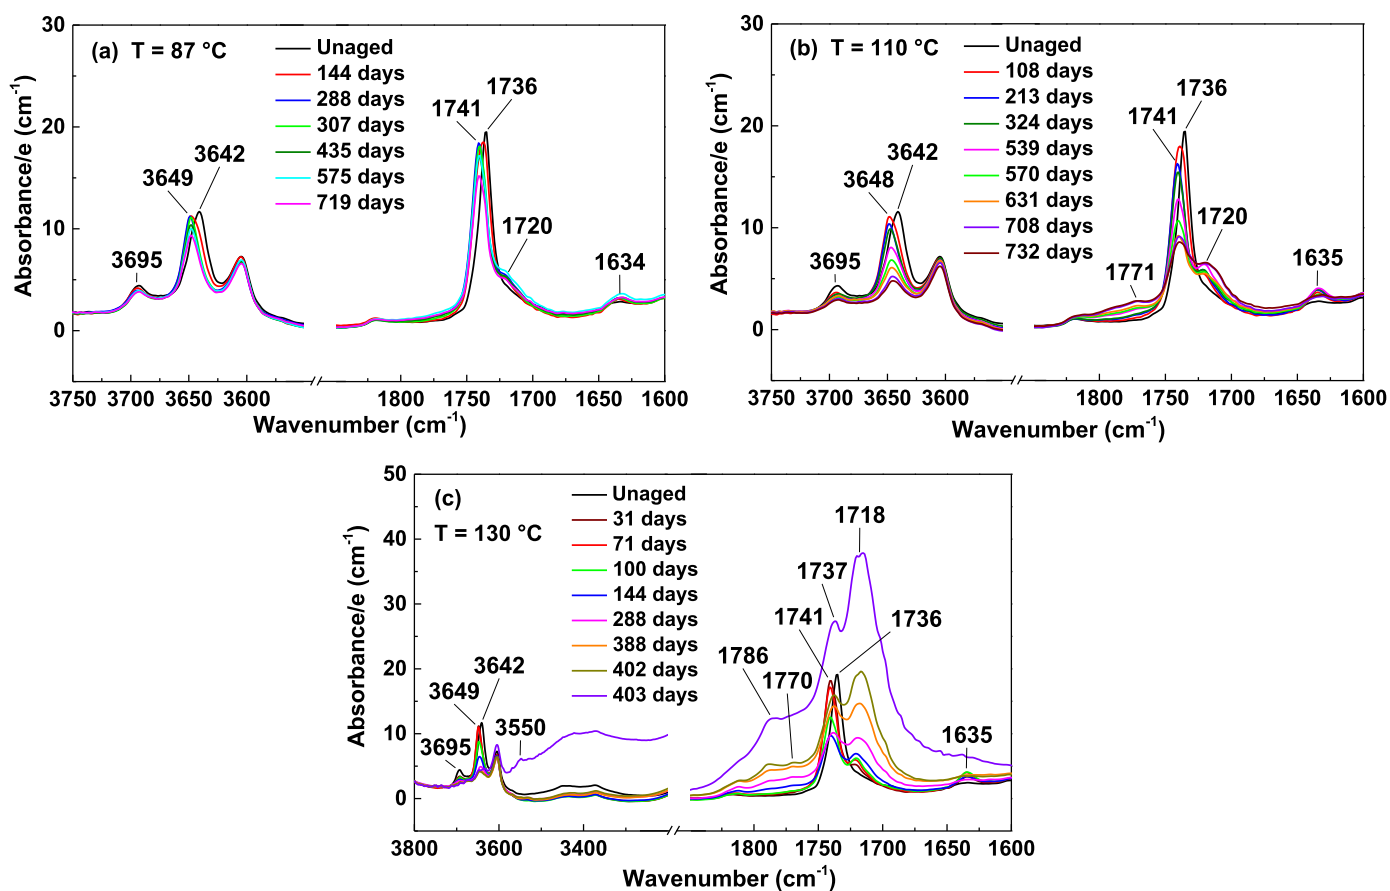 (a) T = 87 °C
Unaged
144 days
288 days
307 days
435 days
575 days
719 days
3695
3649
3642
1741
1736
1720
1634
30
20
10
0
Absorbance/e (cm-1)
3750 3700 3650 3600 1800 1750 1700 1650 1600
Wavenumber (cm-1)
(b) T = 110 °C
Unaged
108 days
213 days
324 days
539 days
570 days
631 days
708 days
732 days
3695
3648
3642
1771
1741
1736
1720
1635
30
20
10
0
Absorbance/e (cm-1)
3750 3700 3650 3600 1800 1750 1700 1650 1600
Wavenumber (cm-1)
(c)
T = 130 °C
Unaged
31 days
71 days
100 days
144 days
288 days
388 days
402 days
403 days
3695
3649
3642
3550
1786
1770
1741
1737
1718
1736
1635
50
40
30
20
10
0
Absorbance/e (cm-1)
3800 3600 3400 1800 1750 1700 1650 1600
Wavenumber (cm-1)